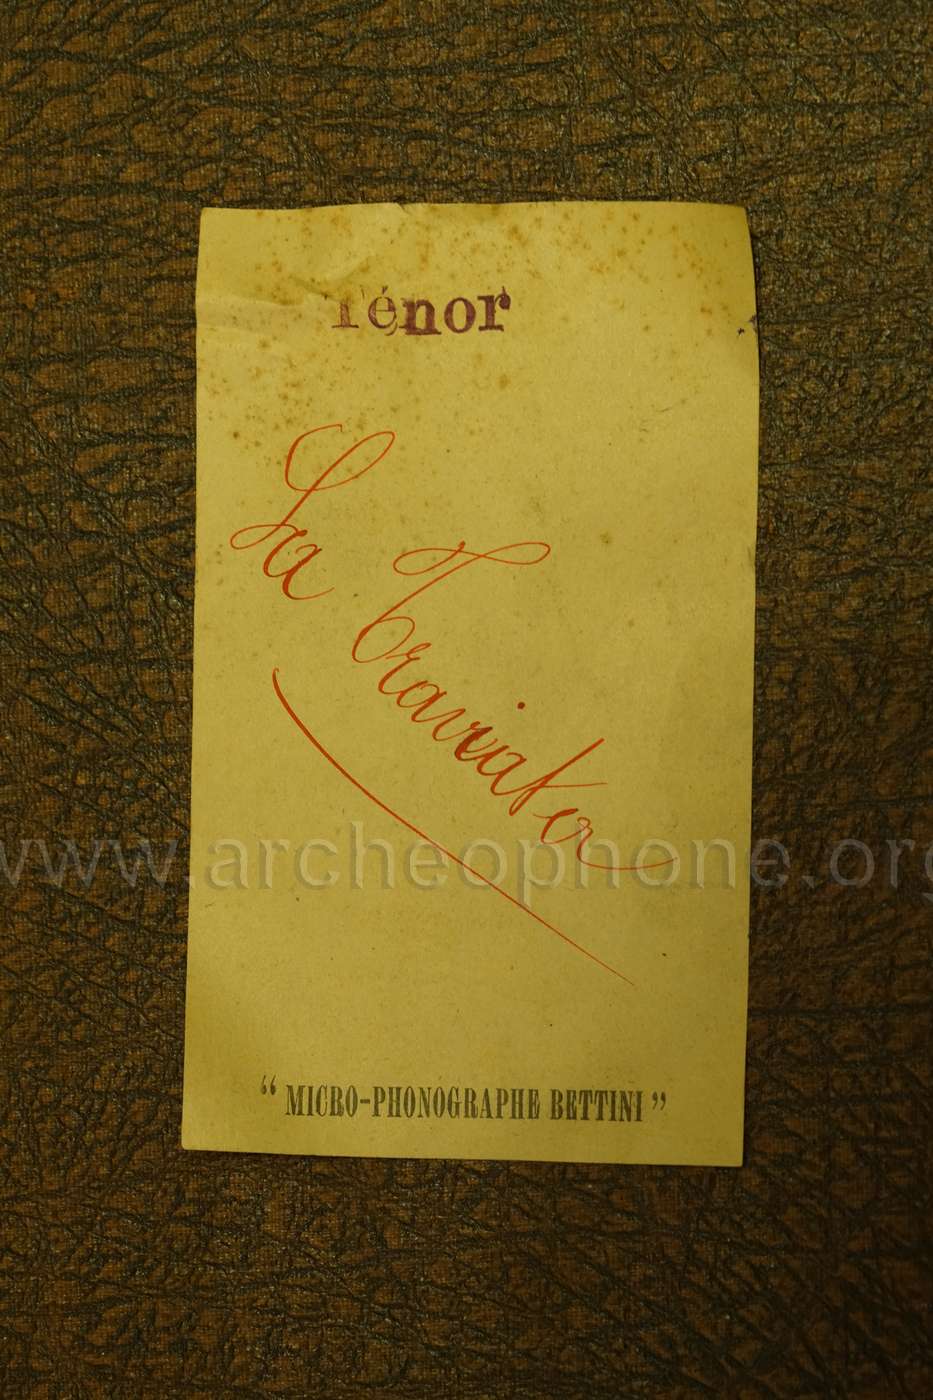 Ténor
La Traviata
www.archeophone.org
“ MICRO-PHONOGRAPHE BETTINI ”